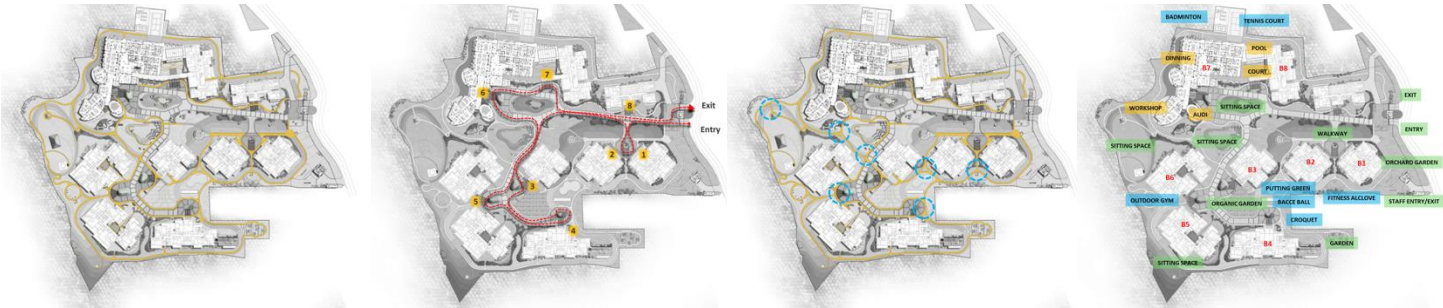 7
6
8
Exit
Entry
2
1
3
5
4
BADMINTON
TENNIS COURT
POOL
DINNING
B7
B8
COURT
EXIT
WORKSHOP
SITTING SPACE
AUDI
ENTRY
WALKWAY
SITTING SPACE
SITTING SPACE
ORCHARD GARDEN
B1
B2
B3
B6
PUTTING GREEN
OUTDOOR GYM
ORGANIC GARDEN
BACCE BALL
FITNESS ALCLOVE
STAFF ENTRY/EXIT
CROQUET
B5
B4
GARDEN
SITTING SPACE